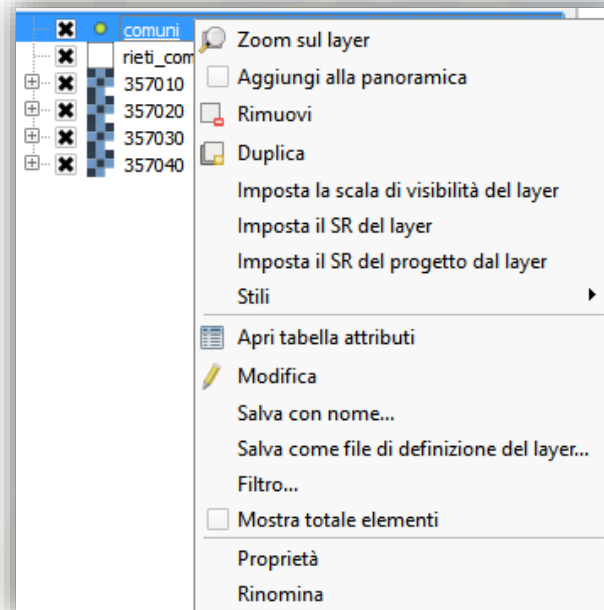 comuni
rieti_com
357010
357020
357030
357040
Zoom sul layer
Aggiungi alla panoramica
Rimuovi
Duplica
Imposta la scala di visibilità del layer
Imposta il SR del layer
Imposta il SR del progetto dal layer
Stili
Apri tabella attributi
Modifica
Salva con nome...
Salva come file di definizione del layer...
Filtro...
Mostra totale elementi
Proprietà
Rinomina